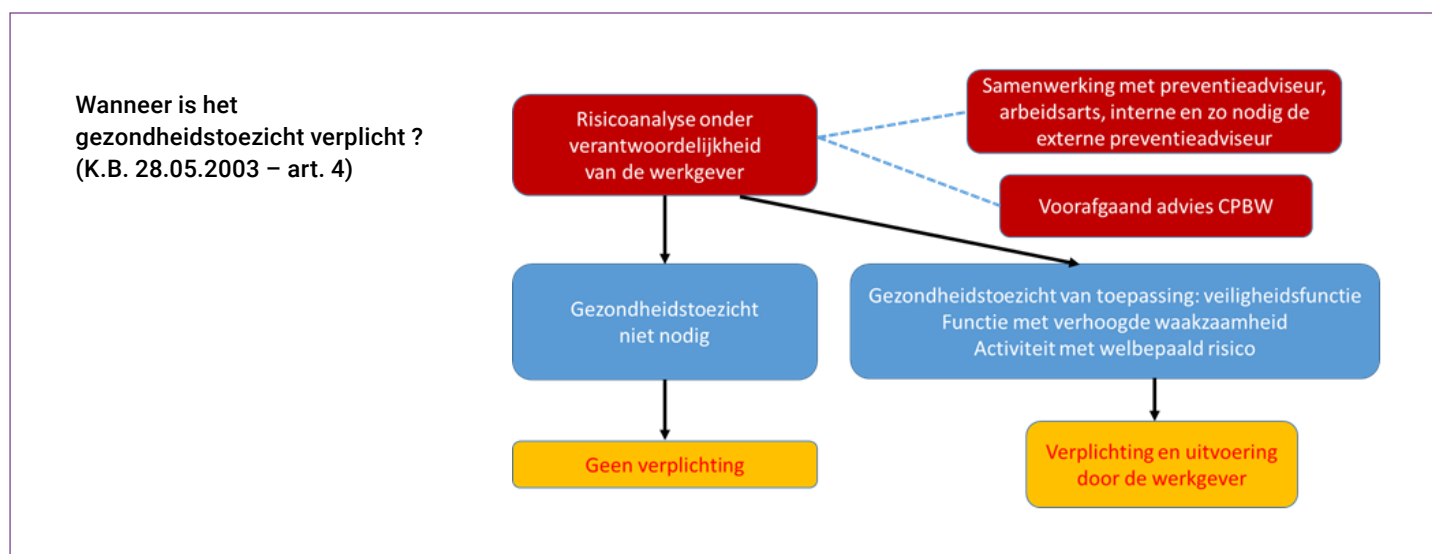 Wanneer is het
gezondheidstoezicht verplicht ?
(K.B. 28.05.2003 – art. 4)
Risicoanalyse onder
verantwoordelijkheid
van de werkgever
Samenwerking met preventieadviseur,
arbeidsarts, interne en zo nodig de
externe preventieadviseur
Voorafgaand advies CPBW
Gezondheidstoezicht
niet nodig
Gezondheidstoezicht van toepassing: veiligheidsfunctie
Functie met verhoogde waakzaamheid
Activiteit met welbepaald risico
Geen verplichting
Verplichting en uitvoering
door de werkgever